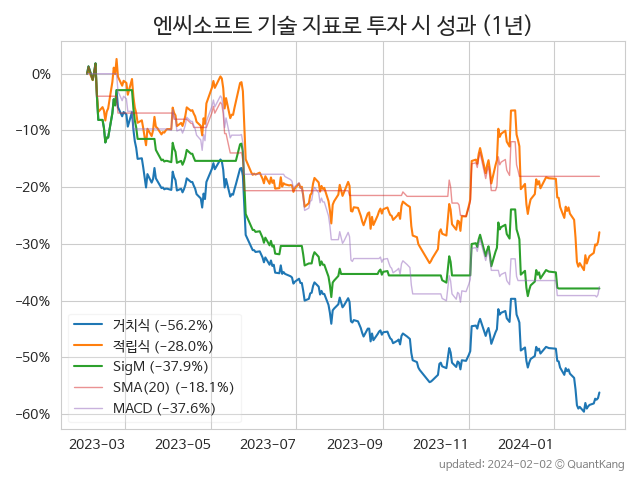 엔씨소프트 기술 지표로 투자 시 성과 (1년)
0%
−10%
−20%
−30%
−40%
−50%
−60%
거치식 (−56.2%)
적립식 (−28.0%)
SigM (−37.9%)
SMA(20) (−18.1%)
MACD (−37.6%)
2023−03
2023−05
2023−07
2023−09
2023−11
2024−01
updated: 2024−02−02 © QuantKang